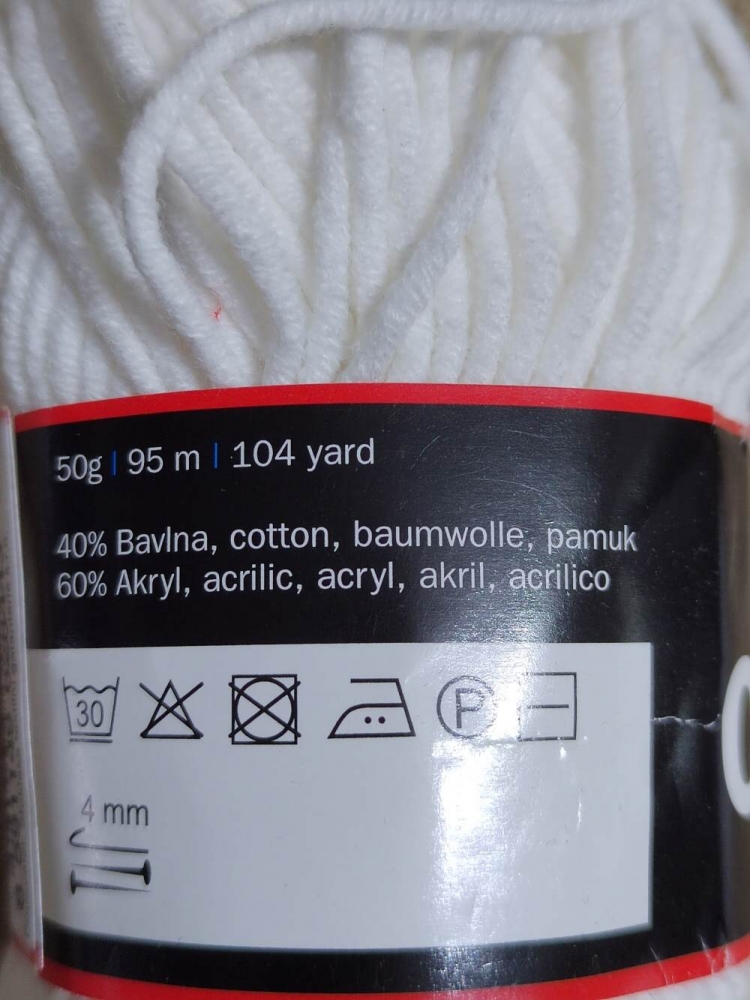 50g | 95 m | 104 yard
40% Bavlna, cotton, baumwolle, pamuk
60% Akryl, acrilic, acryl, akril, acrilico
30 P
4 mm